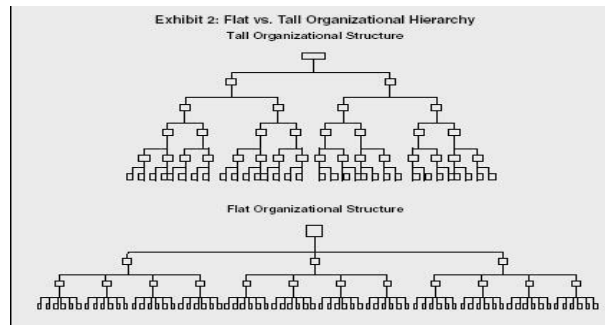 Exhibit 2: Flat vs. Tall Organizational Hierarchy
Tall Organizational Structure
Flat Organizational Structure